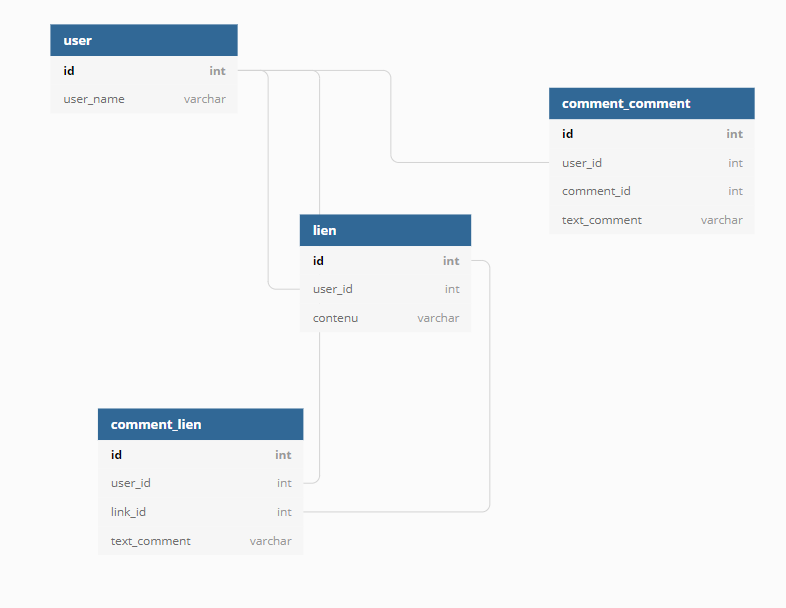 user
id int
user_name varchar
comment_comment
id int
user_id int
comment_id int
text_comment varchar
lien
id int
user_id int
contenu varchar
comment_lien
id int
user_id int
link_id int
text_comment varchar